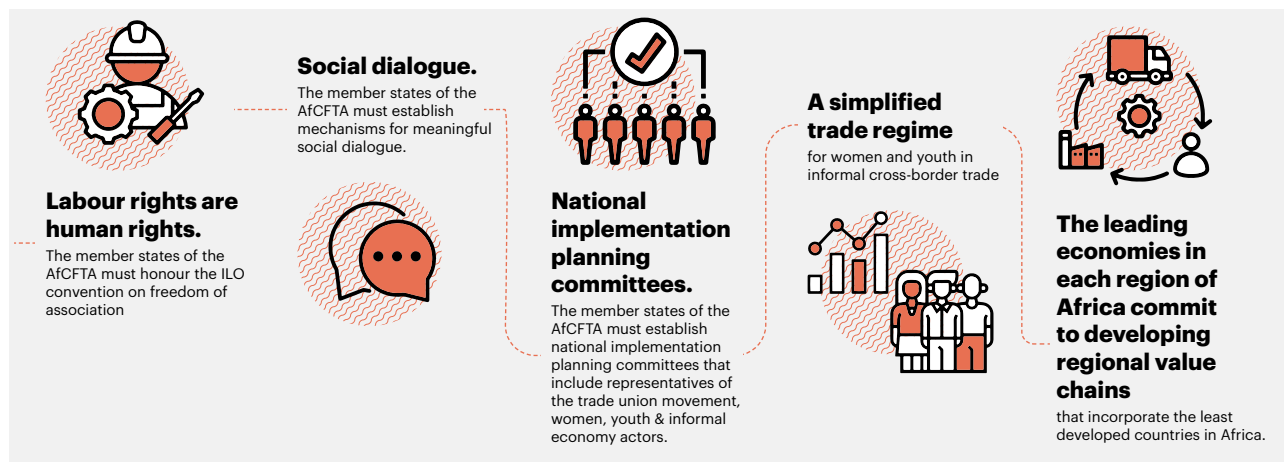 Labour rights are
human rights.
The member states of the
AfCFTA must honour the ILO
convention on freedom of
association
Social dialogue.
The member states of the
AfCFTA must establish
mechanisms for meaningful
social dialogue.
National
implementation
planning
committees.
The member states of the
AfCFTA must establish
national implementation
planning committees that
include representatives of
the trade union movement,
women, youth & informal
economy actors.
A simplified
trade regime
for women and youth in
informal cross-border trade
The leading
economies in
each region of
Africa commit
to developing
regional value
chains
that incorporate the least
developed countries in Africa.